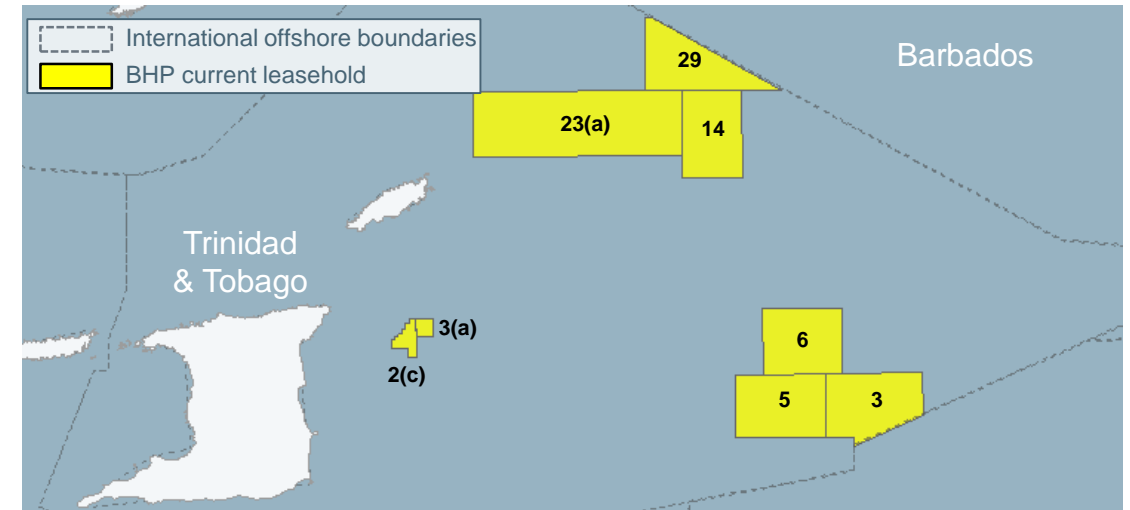 International offshore boundaries
BHP current leasehold
Barbados
29
23(a)
14
Trinidad
& Tobago
3(a)
2(c)
6
5
3